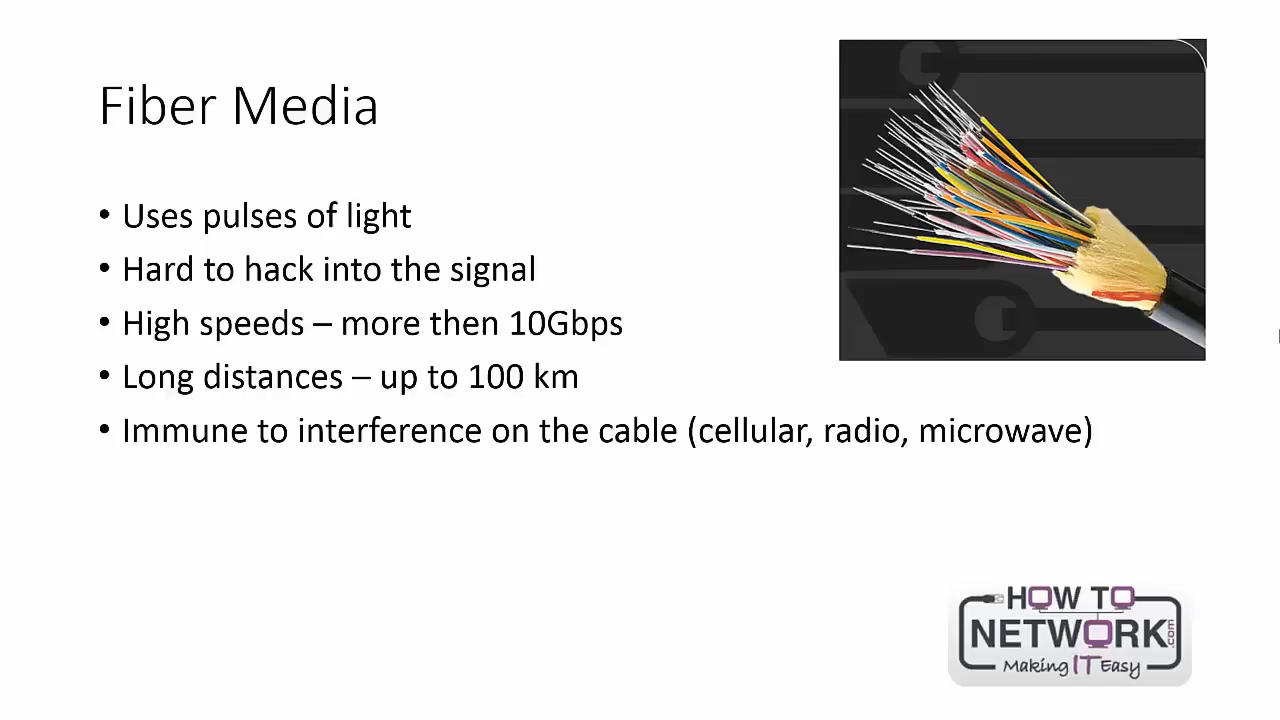 Fiber Media
• Uses pulses of light
• Hard to hack into the signal
• High speeds – more then 10Gbps
• Long distances – up to 100 km
• Immune to interference on the cable (cellular, radio, microwave)
HOW TO
NETWORK.com
Making IT Easy